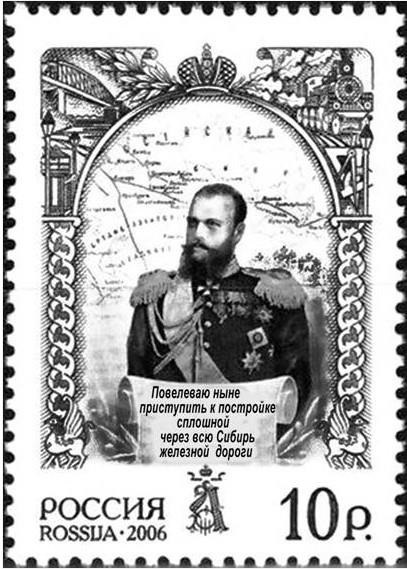 Повелеваю ныне
приступить к постройке
сплошной
через всю Сибирь
железной дороги
РОССИЯ
ROSSIJA·2006
10р.